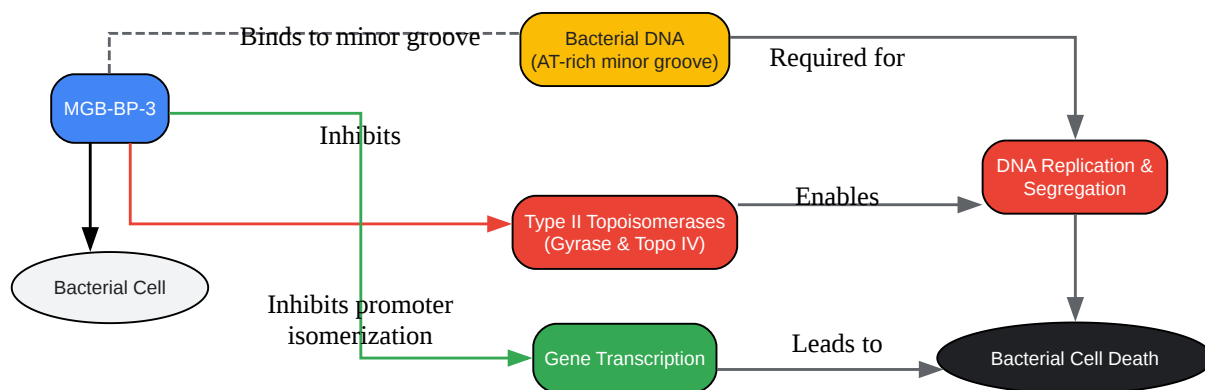 Binds to minor groove
Bacterial DNA
(AT-rich minor groove)
Required for
MGB-BP-3
Inhibits
DNA Replication &
Segregation
Type II Topoisomerases
(Gyrase & Topo IV)
Enables
Bacterial Cell
Inhibits promoter
isomerization
Gene Transcription
Leads to
Bacterial Cell Death